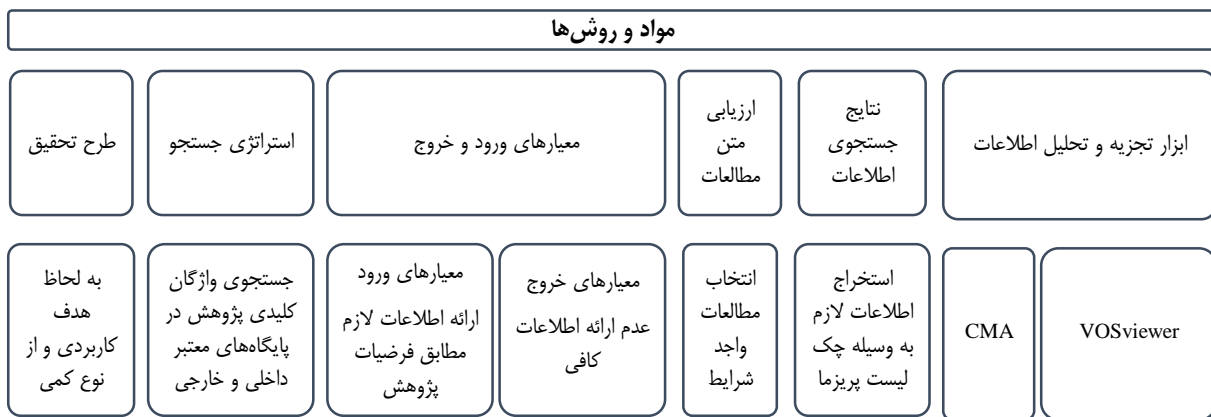 مواد و روش‌ها
طرح تحقیق
استراتژی جستجو
معیارهای ورود و خروج
ارزیابی
متن
مطالعات
نتایج
جستجوی
اطلاعات
ابزار تجزیه و تحلیل اطلاعات
به لحاظ
هدف
کاربردی و از
نوع کمی
جستجوی واژگان
کلیدی پژوهش در
پایگاه‌های معتبر
داخلی و خارجی
معیارهای ورود
ارائه اطلاعات لازم
مطابق فرضیات
پژوهش
معیارهای خروج
عدم ارائه اطلاعات
کافی
انتخاب
مطالعات
واجد
شرایط
استخراج
اطلاعات لازم
به وسیله چک
لیست پریزما
CMA
VOSviewer